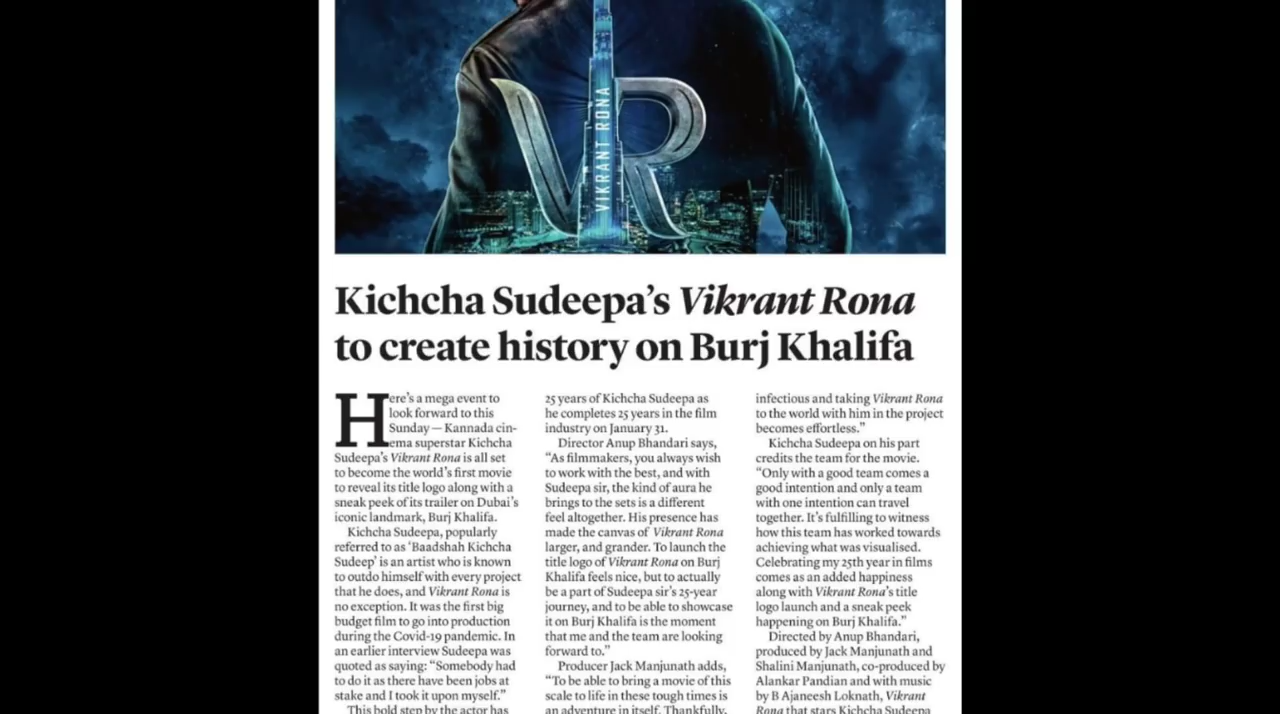 VR
VIKRANT RONA
Kichcha Sudeepa's Vikrant Rona
to create history on Burj Khalifa
Here's a mega event to
look forward to this
Sunday — Kannada cin-
ema superstar Kichcha
Sudeepa's Vikrant Rona is all set
to become the world's first movie
to reveal its title logo along with a
sneak peek of its trailer on Dubai's
iconic landmark, Burj Khalifa.
Kichcha Sudeepa, popularly
referred to as 'Baadshah Kichcha
Sudeep' is an artist who is known
to outdo himself with every project
that he does, and Vikrant Rona is
no exception. It was the first big
budget film to go into production
during the Covid-19 pandemic. In
an earlier interview Sudeepa was
quoted as saying: “Somebody had
to do it as there have been jobs at
stake and I took it upon myself.”
This bold step by the actor has
25 years of Kichcha Sudeepa as
he completes 25 years in the film
industry on January 31.
Director Anup Bhandari says,
“As filmmakers, you always wish
to work with the best, and with
Sudeepa sir, the kind of aura he
brings to the sets is a different
feel altogether. His presence has
made the canvas of Vikrant Rona
larger, and grander. To launch the
title logo of Vikrant Rona on Burj
Khalifa feels nice, but to actually
be a part of Sudeepa sir's 25-year
journey, and to be able to showcase
it on Burj Khalifa is the moment
that me and the team are looking
forward to.”
Producer Jack Manjunath adds,
“To be able to bring a movie of this
scale to life in these tough times is
an adventure in itself. Thankfully,
infectious and taking Vikrant Rona
to the world with him in the project
becomes effortless.”
Kichcha Sudeepa on his part
credits the team for the movie.
“Only with a good team comes a
good intention and only a team
with one intention can travel
together. It's fulfilling to witness
how this team has worked towards
achieving what was visualised.
Celebrating my 25th year in films
comes as an added happiness
along with Vikrant Rona's title
logo launch and a sneak peek
happening on Burj Khalifa.”
Directed by Anup Bhandari,
produced by Jack Manjunath and
Shalini Manjunath, co-produced by
Alankar Pandian and with music
by B Ajaneesh Loknath, Vikrant
Rona that stars Kichcha Sudeepa